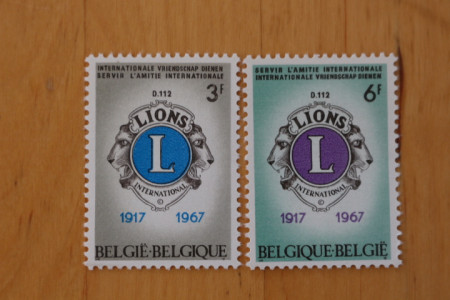 INTERNATIONALE VRIENDSCHAP DIENEN
SERVIR L'AMITIE INTERNATIONALE
D.112
3F
LIONS
L
INTERNATIONAL
©
1917 1967
BELGIË·BELGIQUE
SERVIR L'AMITIE INTERNATIONALE
INTERNATIONALE VRIENDSCHAP DIENEN
D.112
6F
LIONS
L
INTERNATIONAL
©
1917 1967
BELGIQUE·BELGIË